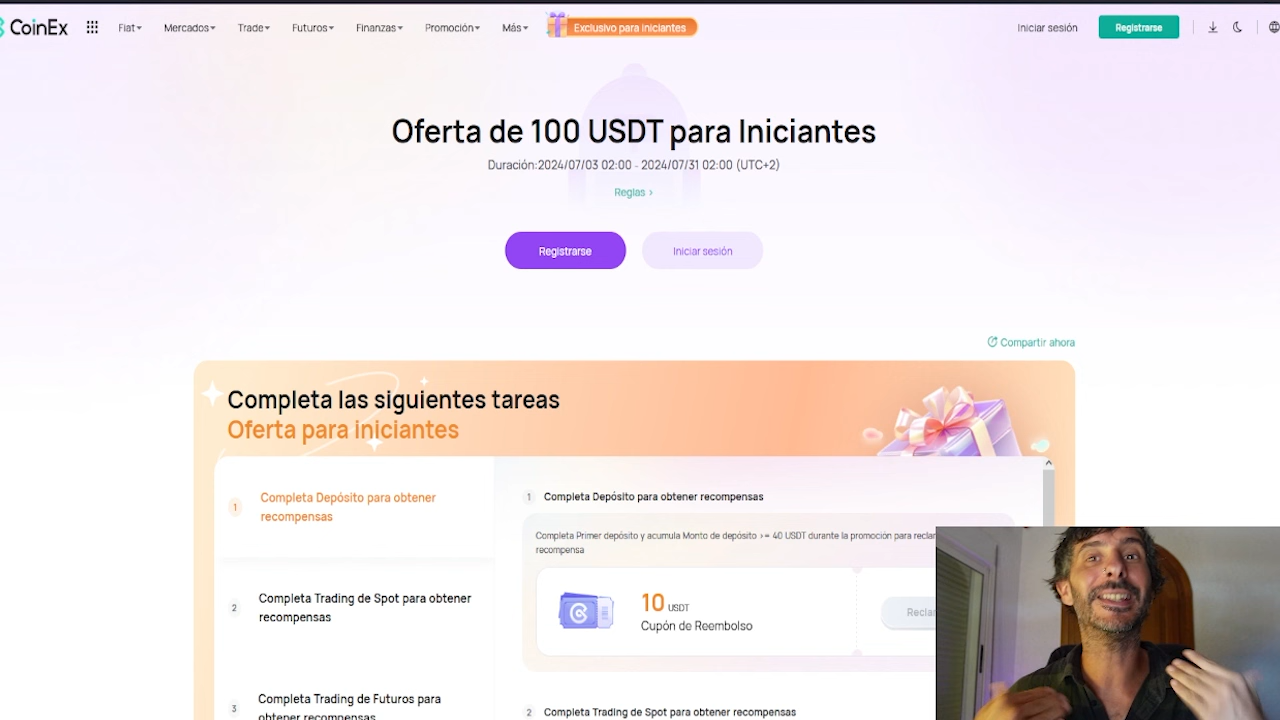 CoinEx
Fiat
Mercados
Trade
Futuros
Finanzas
Promoción
Más
Exclusivo para Iniciantes
Iniciar sesión
Registrarse
Oferta de 100 USDT para Iniciantes
Duración:2024/07/03 02:00 - 2024/07/31 02:00 (UTC+2)
Reglas >
Registrarse
Iniciar sesión
Compartir ahora
Completa las siguientes tareas
Oferta para iniciantes
1
Completa Depósito para obtener
recompensas
2
Completa Trading de Spot para obtener
recompensas
3
Completa Trading de Futuros para
obtener recompensas
1 Completa Depósito para obtener recompensas
Completa Primer depósito y acumula Monto de depósito >= 40 USDT durante la promoción para
recompensa
10 USDT
Cupón de Reembolso
2 Completa Trading de Spot para obtener recompensas